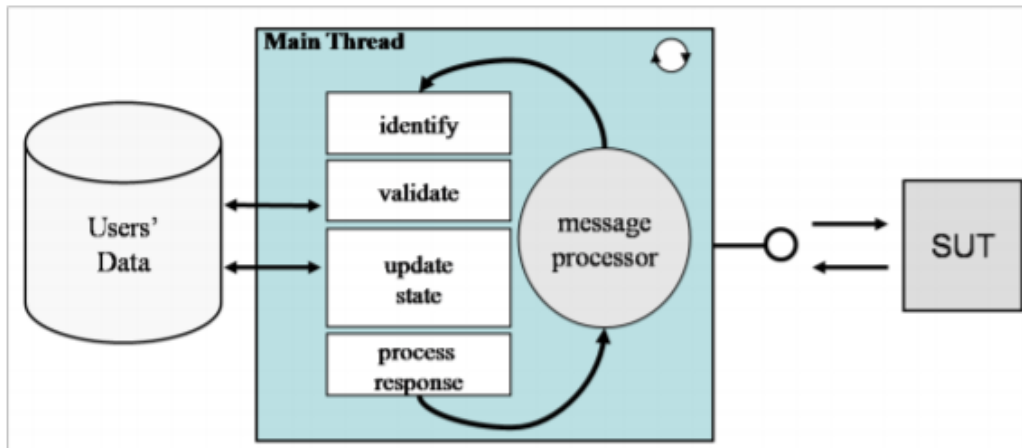 Main Thread
identify
validate
update
state
process
response
message
processor
Users’
Data
SUT